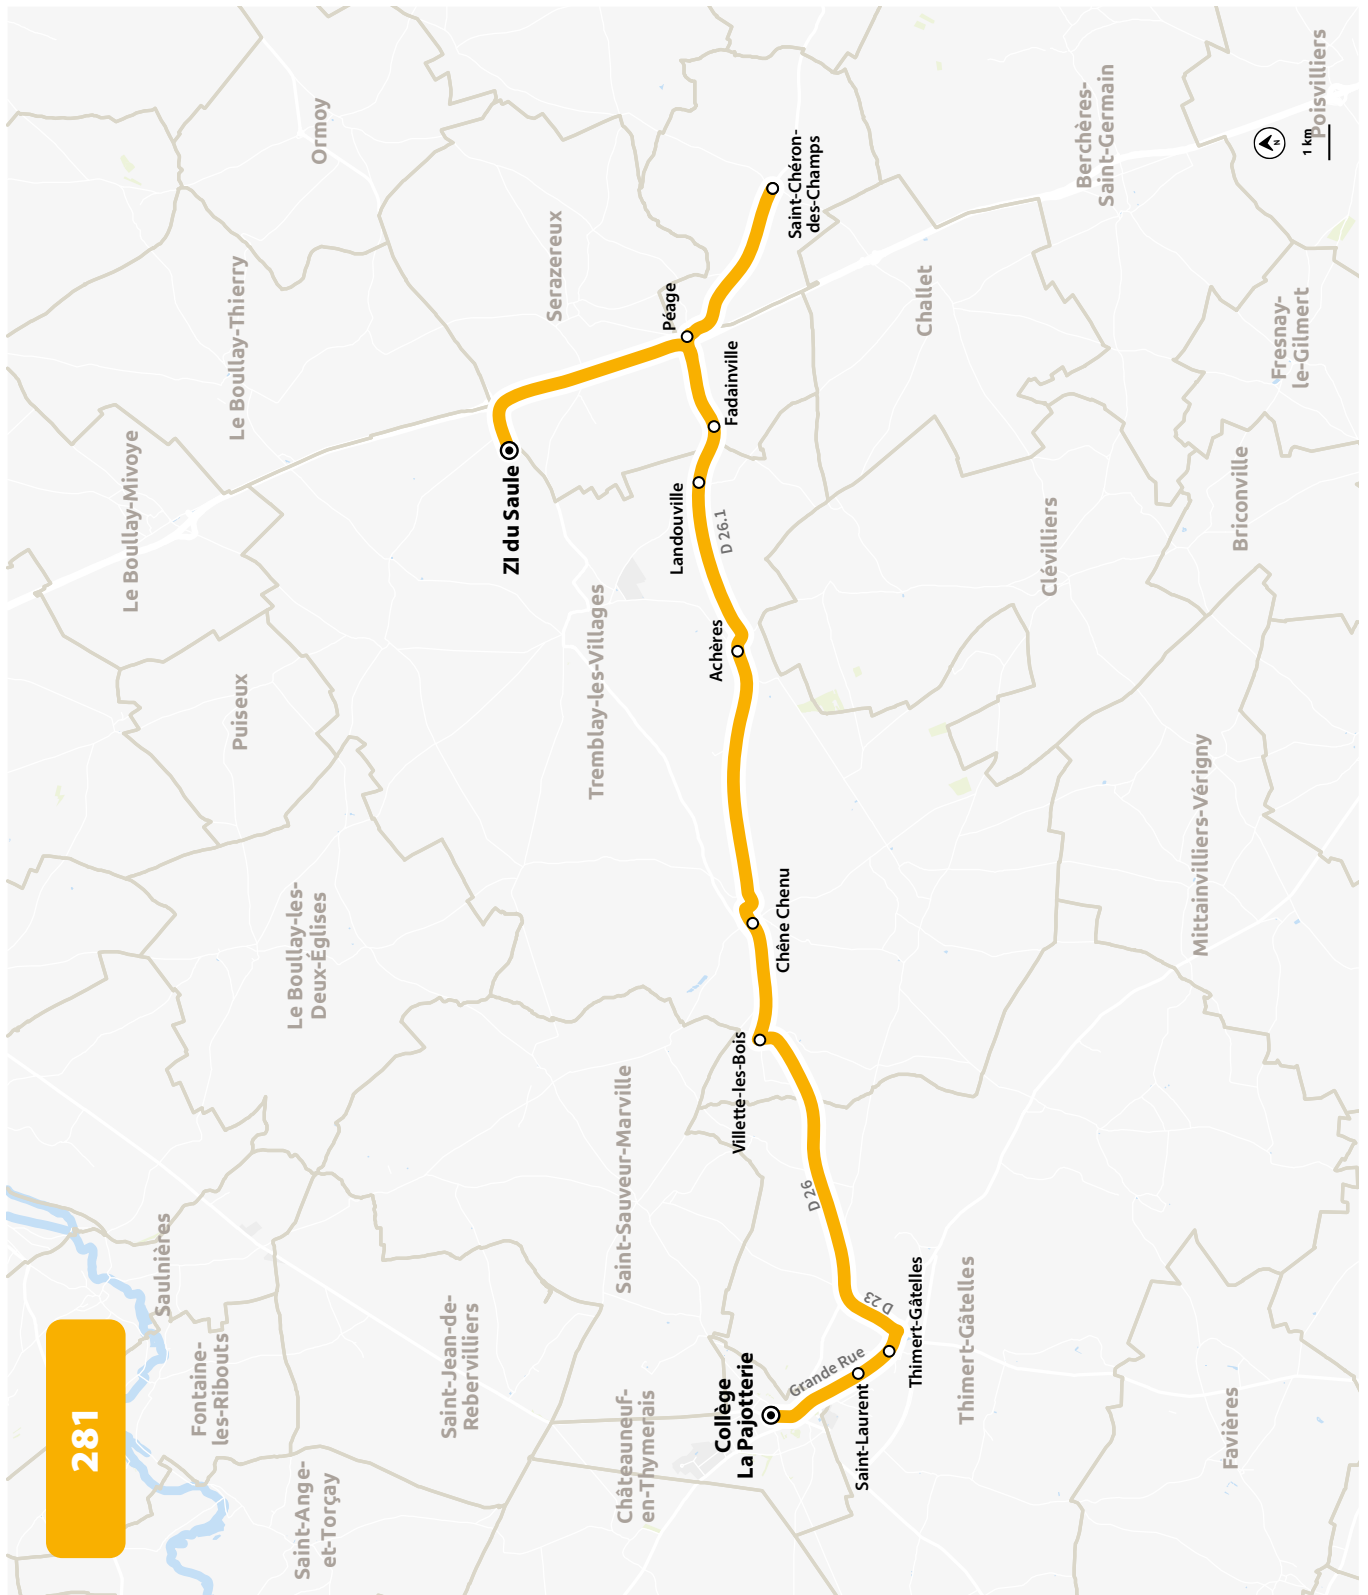 281
Saint-Ange-
et-Torçay
Fontaine-
les-Ribouts
Saulnières
Saint-Jean-de-
Rebervilliers
Châteauneuf-
en-Thymerais
Saint-Sauveur-Marville
Le Boullay-les-
Deux-Églises
Puiseux
Le Boullay-Mivoye
Le Boullay-Thierry
Ormoy
Serazereux
Tremblay-les-Villages
Collège
La Pajotterie
Grande Rue
Saint-Laurent
Thimert-Gâtelles
D 23
D 26
Villette-les-Bois
Chêne Chenu
Achères
D 26.1
Landouville
Fadainville
Péage
ZI du Saule
Saint-Chéron-
des-Champs
Thimert-Gâtelles
Favières
Mittainvilliers-Vérigny
Clévilliers
Briconville
Challet
Fresnay-
le-Gilmert
Berchères-
Saint-Germain
Poisvilliers
N
1 km